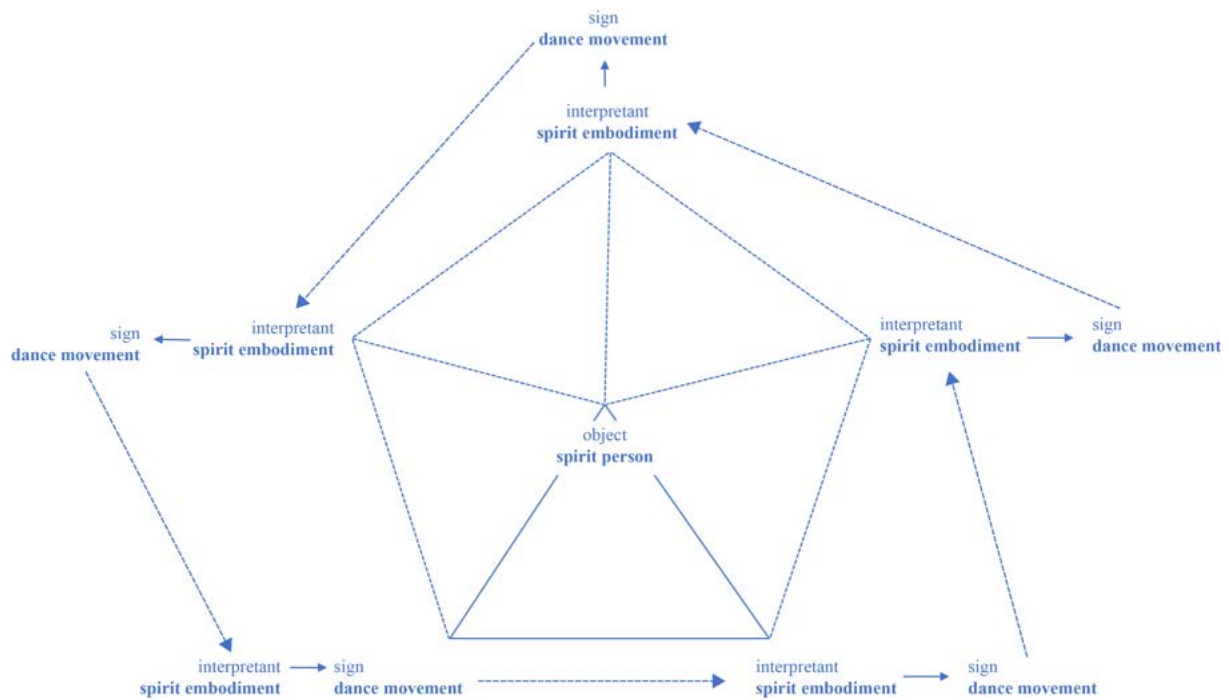 sign
dance movement
interpretant
spirit embodiment
sign
dance movement
interpretant
spirit embodiment
interpretant
spirit embodiment
sign
dance movement
object
spirit person
interpretant
spirit embodiment
sign
dance movement
interpretant
spirit embodiment
sign
dance movement